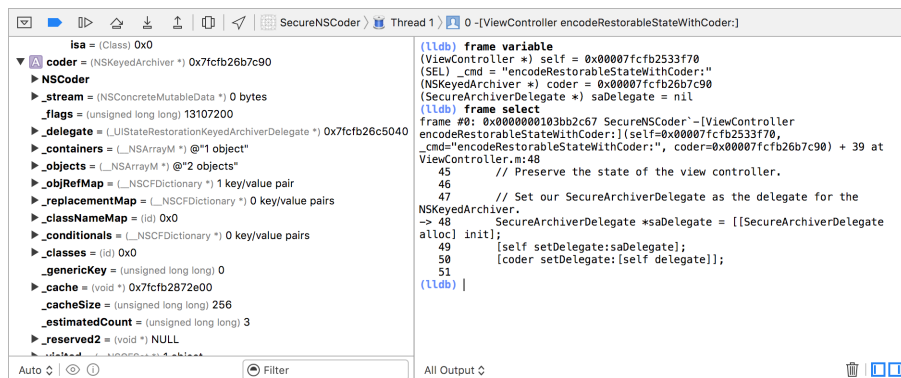 SecureNSCoder Thread 1 0 -[ViewController encodeRestorableStateWithCoder:]
isa = (Class) 0x0
A coder = (NSKeyedArchiver *) 0x7fcfb26b7c90
NSCoder
_stream = (NSConcreteMutableData *) 0 bytes
_flags = (unsigned long long) 13107200
_delegate = (_UIStateRestorationKeyedArchiverDelegate *) 0x7fcfb26c5040
_containers = (__NSArrayM *) @"1 object"
_objects = (__NSArrayM *) @"2 objects"
_objRefMap = (__NSCFDictionary *) 1 key/value pair
_replacementMap = (__NSCFDictionary *) 0 key/value pairs
_classNameMap = (id) 0x0
_conditionals = (__NSCFDictionary *) 0 key/value pairs
_classes = (id) 0x0
_genericKey = (unsigned long long) 0
_cache = (void *) 0x7fcfb2872e00
_cacheSize = (unsigned long long) 256
_estimatedCount = (unsigned long long) 3
_reserved2 = (void *) NULL
Auto Filter
(lldb) frame variable
(ViewController *) self = 0x00007fcfb2533f70
(SEL) _cmd = "encodeRestorableStateWithCoder:"
(NSKeyedArchiver *) coder = 0x00007fcfb26b7c90
(SecureArchiverDelegate *) saDelegate = nil
(lldb) frame select
frame #0: 0x0000000103bb2c67 SecureNSCoder`-[ViewController
encodeRestorableStateWithCoder:](self=0x00007fcfb2533f70,
_cmd="encodeRestorableStateWithCoder:", coder=0x00007fcfb26b7c90) + 39 at
ViewController.m:48
45 // Preserve the state of the view controller.
46
47 // Set our SecureArchiverDelegate as the delegate for the
NSKeyedArchiver.
-> 48 SecureArchiverDelegate *saDelegate = [[SecureArchiverDelegate
alloc] init];
49 [self setDelegate:saDelegate];
50 [coder setDelegate:[self delegate]];
51
(lldb)
All Output